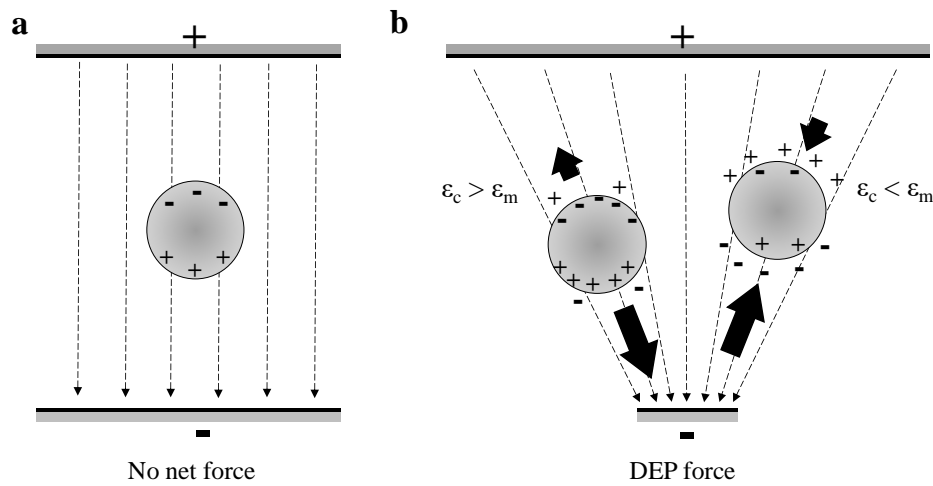 a
b
εc > εm
εc < εm
No net force
DEP force